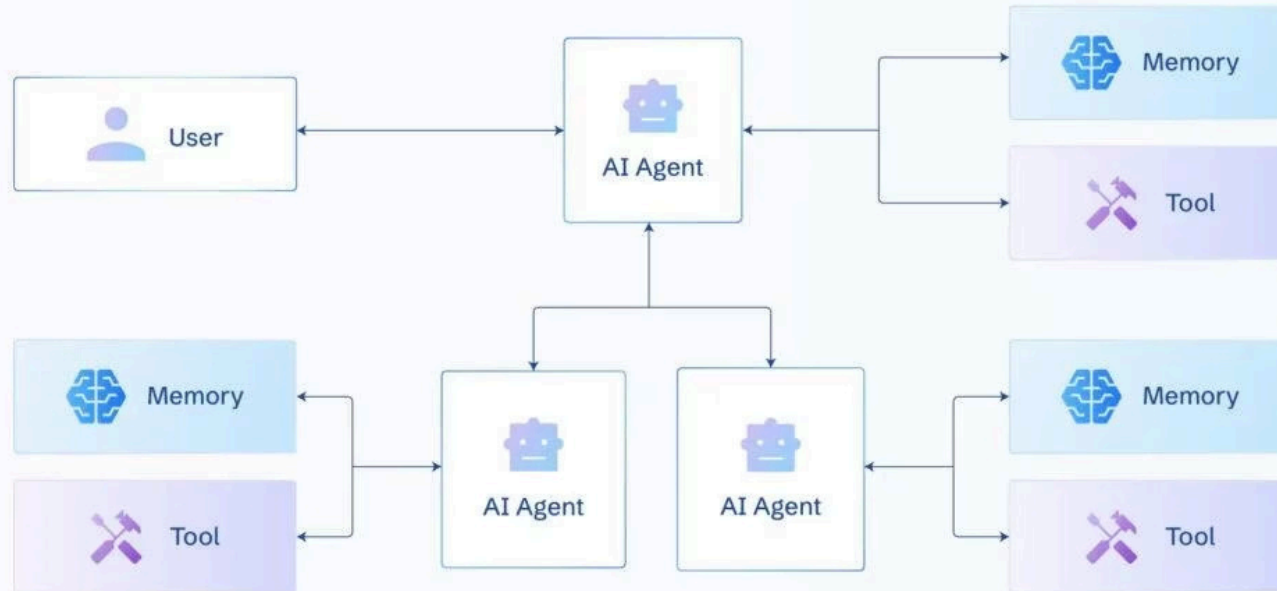 User
AI Agent
Memory
Tool
Memory
Tool
AI Agent
AI Agent
Memory
Tool